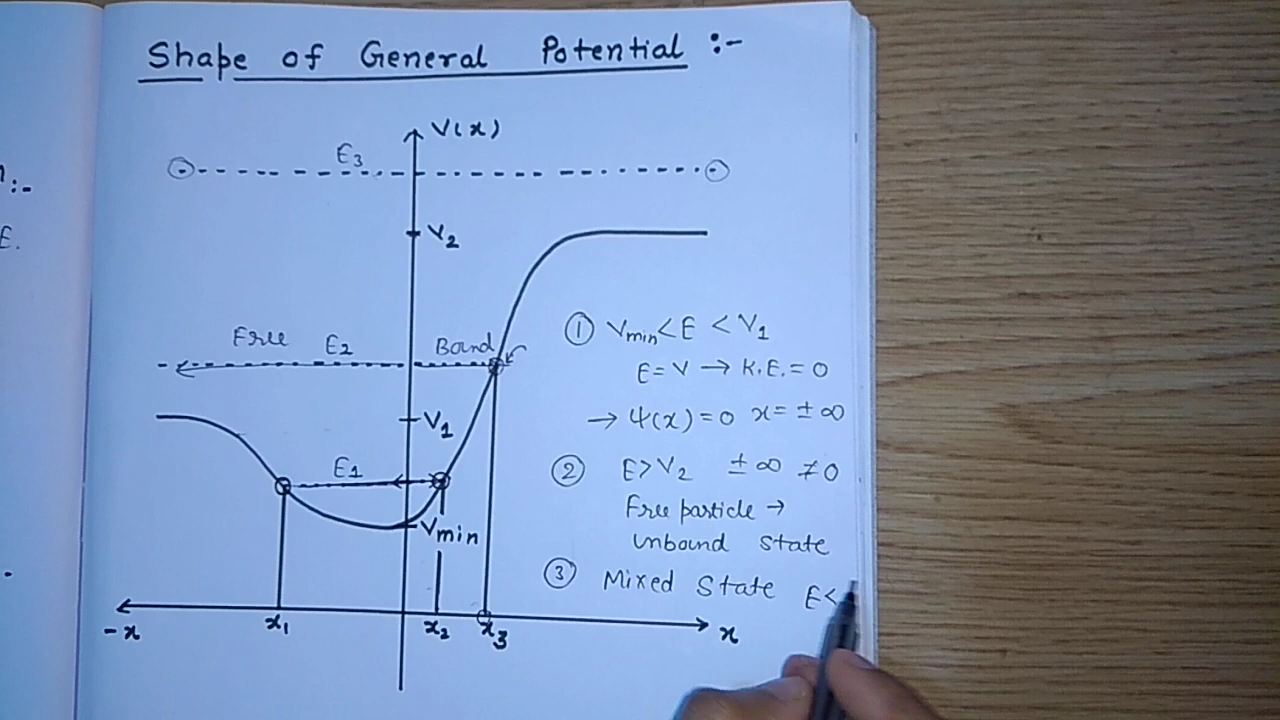 Shape of General Potential :-
V(x)
E3
V2
Free E2 Bound
V1
E1
Vmin
-x x1 x2 x3 x
① Vmin<E <V1
E=V → K.E.=0
→ Ψ(x)=0 x=±∞
② E>V2 ±∞ ≠0
Free particle →
Unbound state
③ Mixed State E<
:-
E.